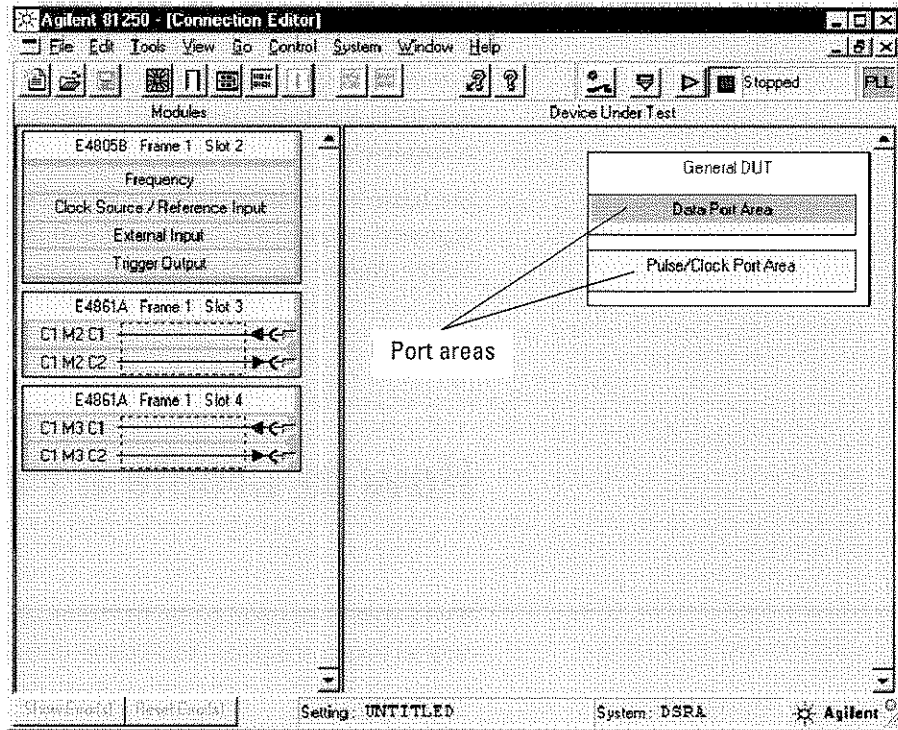 Agilent 81250 - [Connection Editor]
File Edit Tools View Go Control System Window Help
Stopped
PLL
Modules
Device Under Test
E4805B Frame 1 Slot 2
Frequency
Clock Source / Reference Input
External Input
Trigger Output
E4861A Frame 1 Slot 3
C1 M2 C1
C1 M2 C2
E4861A Frame 1 Slot 4
C1 M3 C1
C1 M3 C2
General DUT
Data Port Area
Pulse/Clock Port Area
Port areas
Setting: UNTITLED
System: DSRA
Agilent